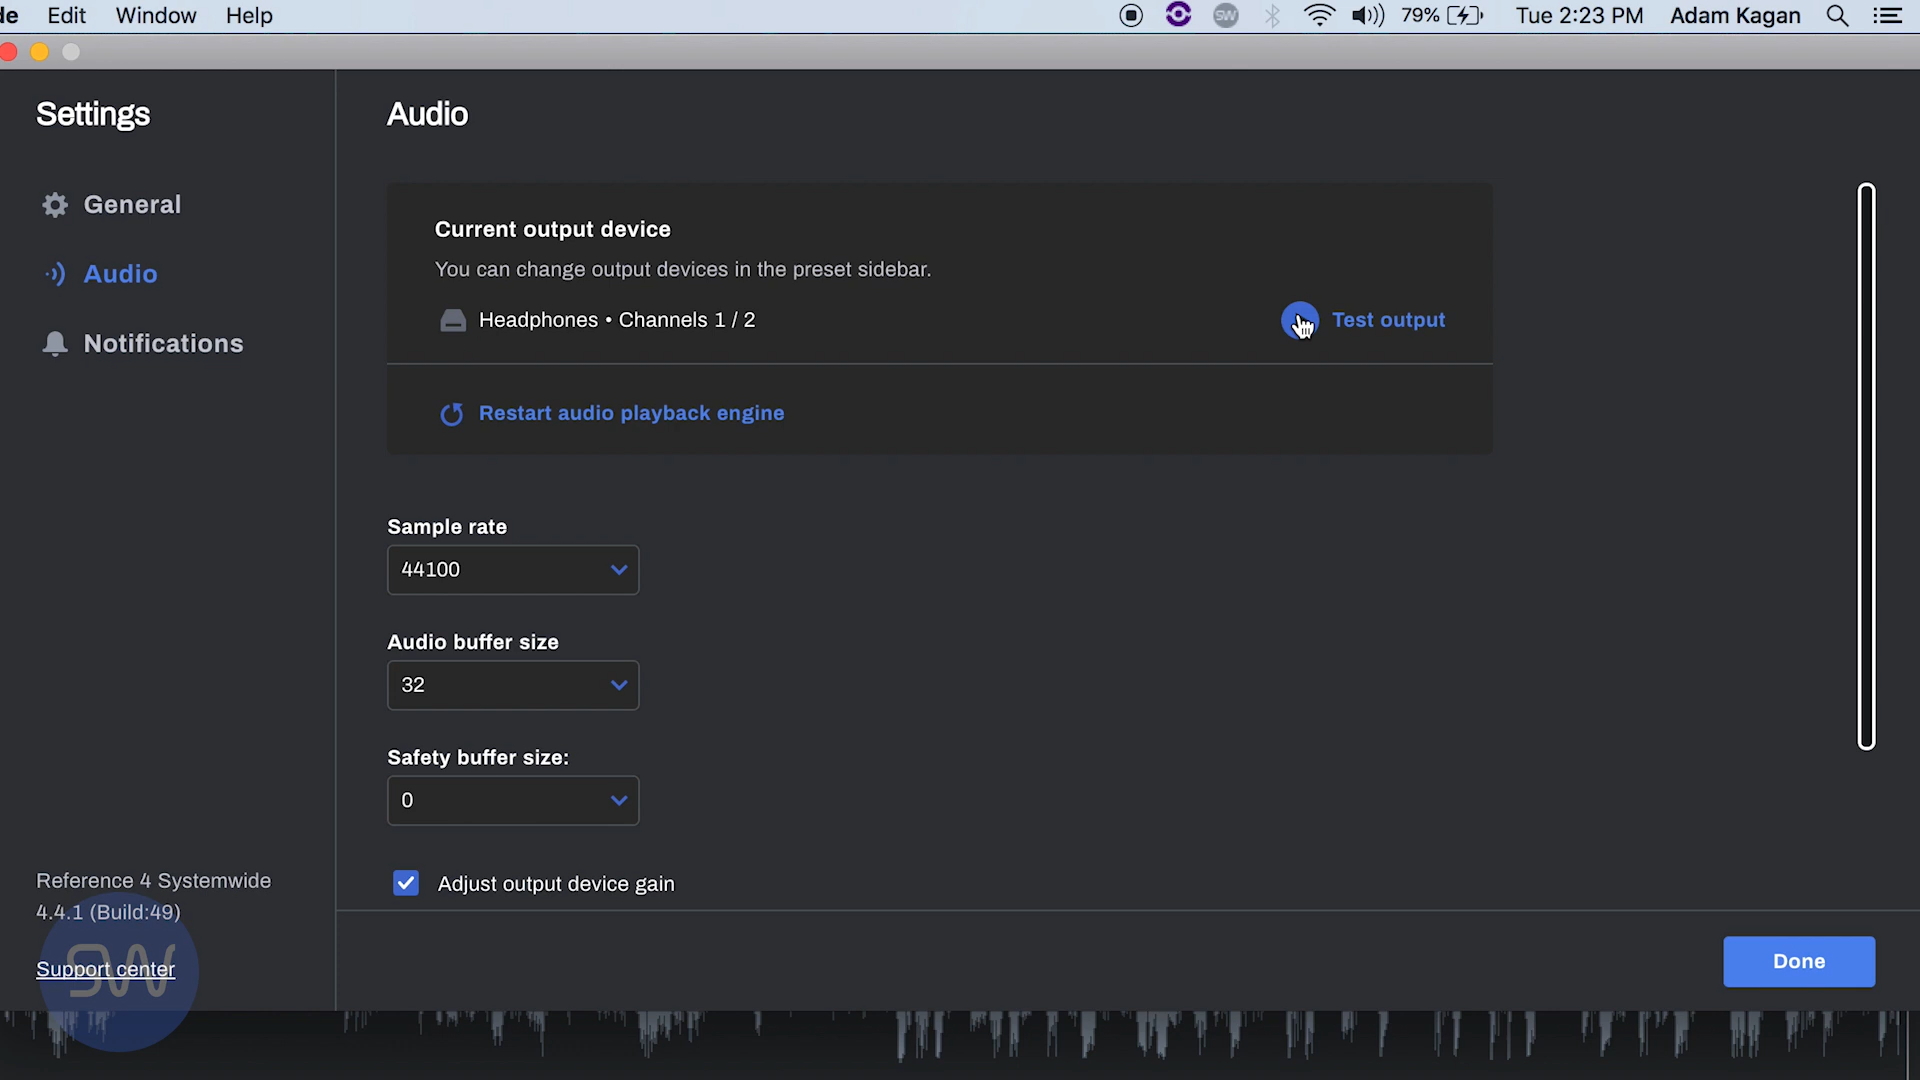 de Edit Window Help SW 79% Tue 2:23 PM Adam Kagan
Settings
General
Audio
Notifications
Audio
Current output device
You can change output devices in the preset sidebar.
Headphones • Channels 1 / 2
Test output
Restart audio playback engine
Sample rate
44100
Audio buffer size
32
Safety buffer size:
0
Adjust output device gain
Reference 4 Systemwide
4.4.1 (Build:49)
Support center
SW
Done